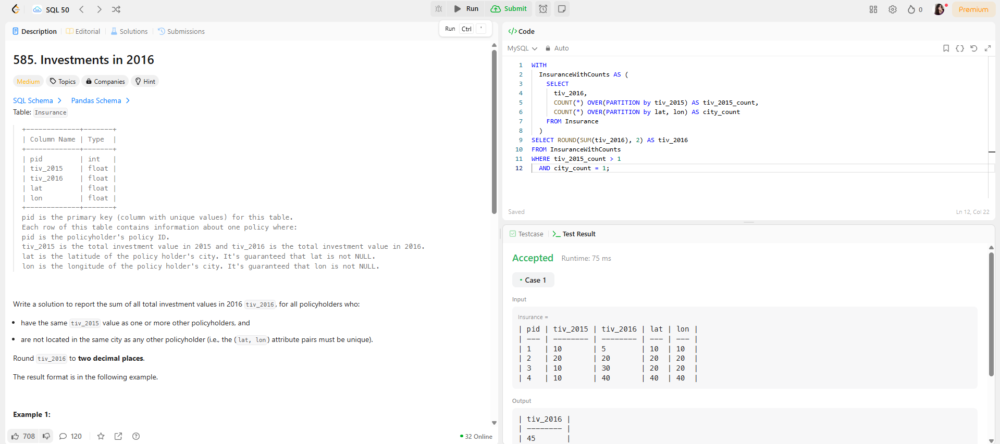 SQL 50
Run
Submit
0
Premium
Description
Editorial
Solutions
Submissions
Run Ctrl '
585. Investments in 2016
Medium
Topics
Companies
Hint
SQL Schema
Pandas Schema
Table: Insurance
+-------------+-------+
| Column Name | Type  |
+-------------+-------+
| pid         | int   |
| tiv_2015    | float |
| tiv_2016    | float |
| lat         | float |
| lon         | float |
+-------------+-------+
pid is the primary key (column with unique values) for this table.
Each row of this table contains information about one policy where:
pid is the policyholder's policy ID.
tiv_2015 is the total investment value in 2015 and tiv_2016 is the total investment value in 2016.
lat is the latitude of the policy holder's city. It's guaranteed that lat is not NULL.
lon is the longitude of the policy holder's city. It's guaranteed that lon is not NULL.
Write a solution to report the sum of all total investment values in 2016 tiv_2016, for all policyholders who:
• have the same tiv_2015 value as one or more other policyholders, and
• are not located in the same city as any other policyholder (i.e., the (lat, lon) attribute pairs must be unique).
Round tiv_2016 to two decimal places.
The result format is in the following example.
Example 1:
708
120
32 Online
</> Code
MySQL
Auto
1 WITH
2   InsuranceWithCounts AS (
3     SELECT
4       tiv_2016,
5       COUNT(*) OVER(PARTITION by tiv_2015) AS tiv_2015_count,
6       COUNT(*) OVER(PARTITION by lat, lon) AS city_count
7     FROM Insurance
8   )
9 SELECT ROUND(SUM(tiv_2016), 2) AS tiv_2016
10 FROM InsuranceWithCounts
11 WHERE tiv_2015_count > 1
12   AND city_count = 1;
Saved
Ln 12, Col 22
Testcase
Test Result
Accepted
Runtime: 75 ms
• Case 1
Input
Insurance =
| pid | tiv_2015 | tiv_2016 | lat | lon |
| --- | -------- | -------- | --- | --- |
| 1   | 10       | 5        | 10  | 10  |
| 2   | 20       | 20       | 20  | 20  |
| 3   | 10       | 30       | 20  | 20  |
| 4   | 10       | 40       | 40  | 40  |
Output
| tiv_2016 |
| -------- |
| 45       |